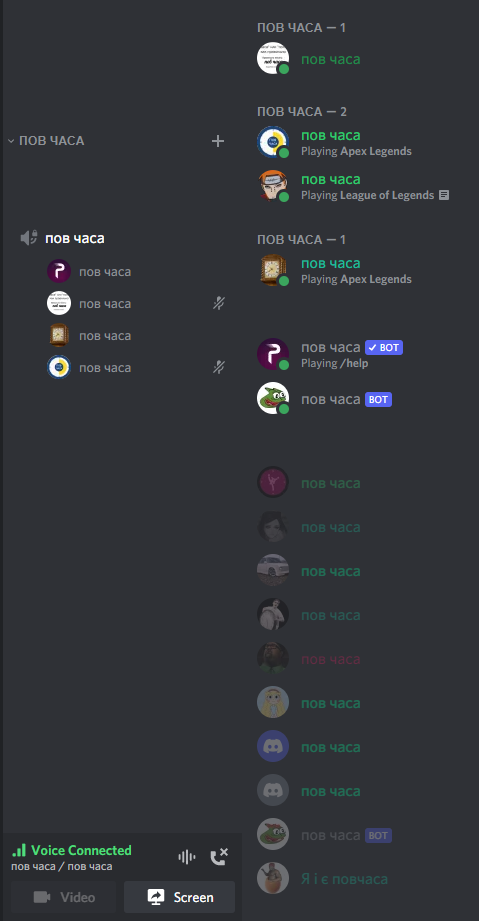 ПОВ ЧАСА
пов часа
пов часа
пов часа
пов часа
пов часа
Voice Connected
пов часа / пов часа
Video
Screen
ПОВ ЧАСА — 1
пов часа
ПОВ ЧАСА — 2
пов часа
Playing Apex Legends
пов часа
Playing League of Legends
ПОВ ЧАСА — 1
пов часа
Playing Apex Legends
пов часа ✓ BOT
Playing /help
пов часа BOT
пов часа
пов часа
пов часа
пов часа
пов часа
пов часа
пов часа
пов часа
пов часа BOT
Я і є повчаса